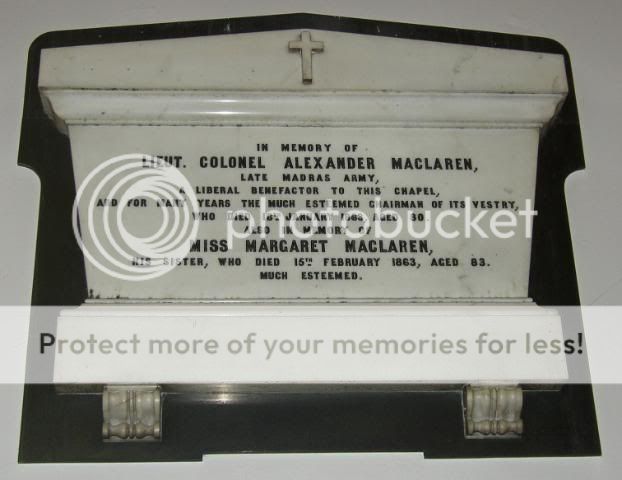 IN MEMORY OF
LIEUT. COLONEL ALEXANDER MACLAREN,
LATE MADRAS ARMY,
A LIBERAL BENEFACTOR TO THIS CHAPEL,
AND FOR MANY YEARS THE MUCH ESTEEMED CHAIRMAN OF ITS VESTRY,
WHO DIED JANUARY AGED
ALSO IN MEMORY OF
MISS. MARGARET MACLAREN,
HIS SISTER, WHO DIED 15TH FEBRUARY 1863, AGED 83.
MUCH ESTEEMED.
photobucket
Protect more of your memories for less!